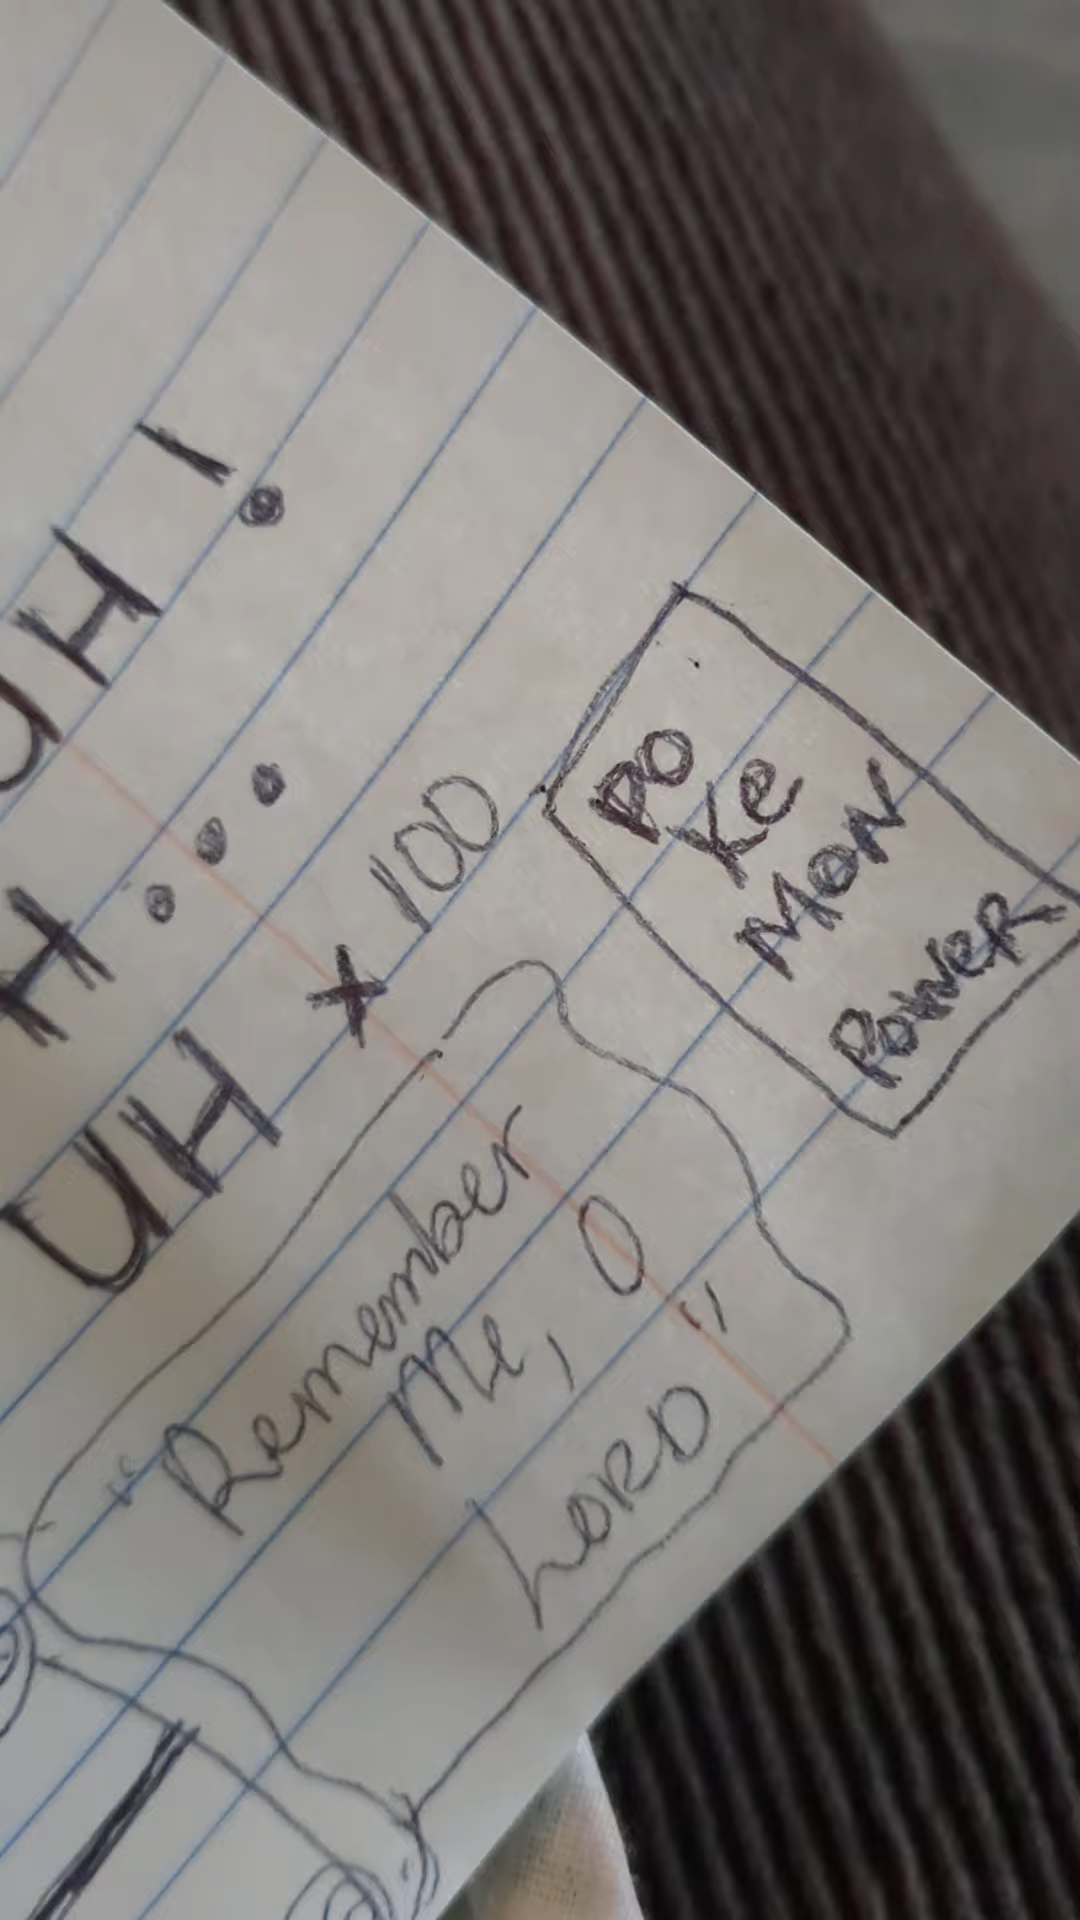 UH!
H...
UH x 100
PO
Ke
MON
POWeR
"Remember
Me, O
LORD"